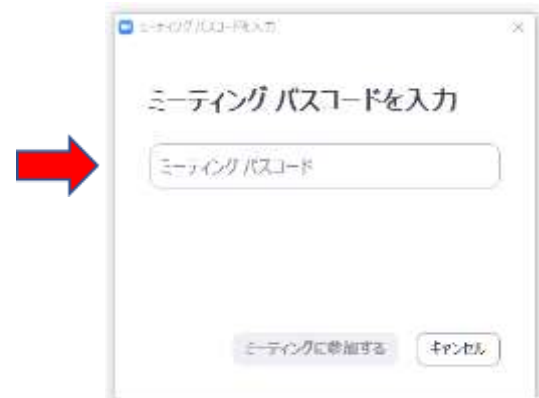 ミーティングパスコードを入力
ミーティング パスコードを入力
ミーティング パスコード
ミーティングに参加する
キャンセル